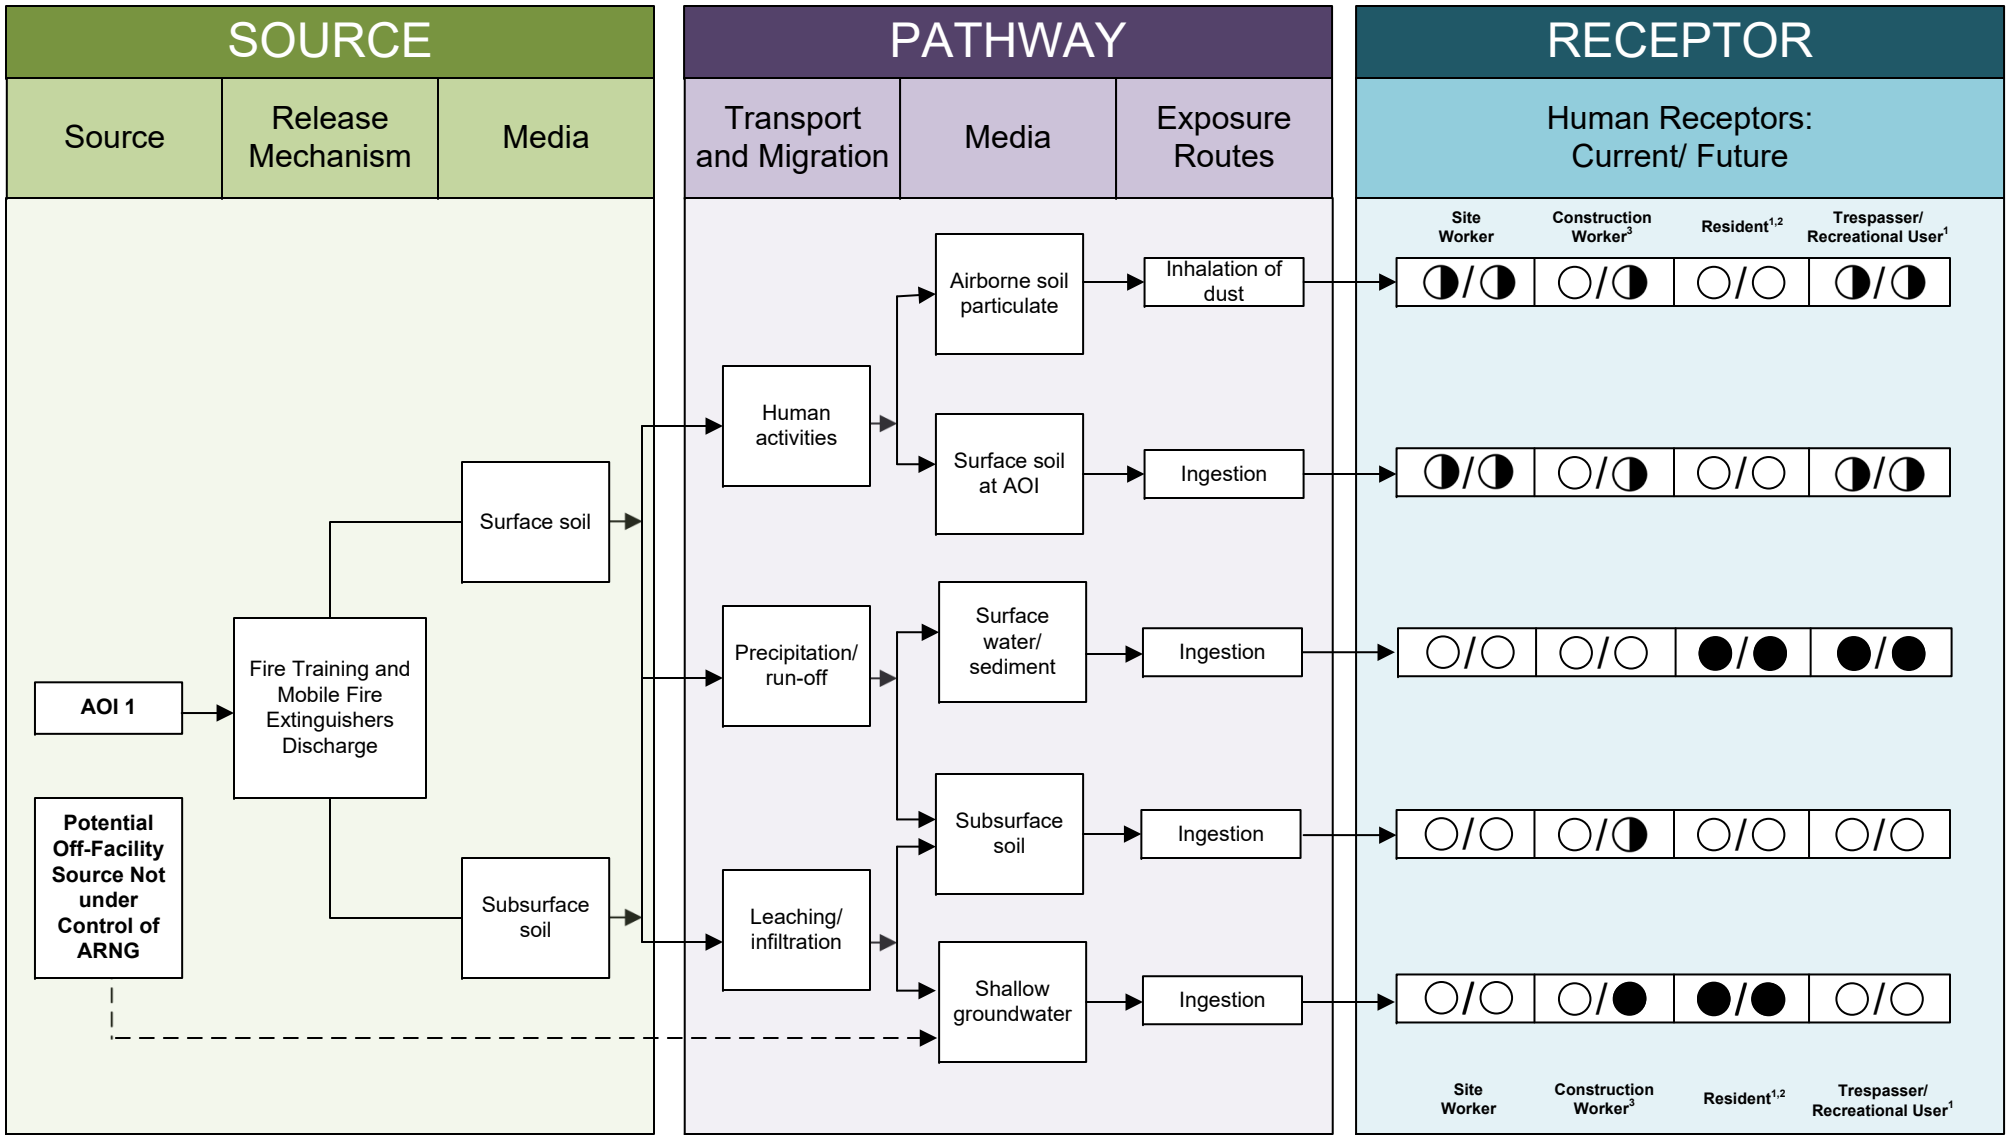 SOURCE
PATHWAY
RECEPTOR
Source
Release
Mechanism
Media
Transport
and Migration
Media
Exposure
Routes
Human Receptors:
Current/ Future
Site
Worker
Construction
Worker³
Resident¹,²
Trespasser/
Recreational User¹
Airborne soil
particulate
Inhalation of
dust
/ / / /
Human
activities
Surface soil
at AOI
Ingestion
/ / / /
Surface soil
Precipitation/
run-off
Surface
water/
sediment
Ingestion
/ / / /
AOI 1
Fire Training and
Mobile Fire
Extinguishers
Discharge
Potential
Off-Facility
Source Not
under
Control of
ARNG
Subsurface
soil
Subsurface
soil
Ingestion
/ / / /
Leaching/
infiltration
Shallow
groundwater
Ingestion
/ / / /
Site
Worker
Construction
Worker³
Resident¹,²
Trespasser/
Recreational User¹